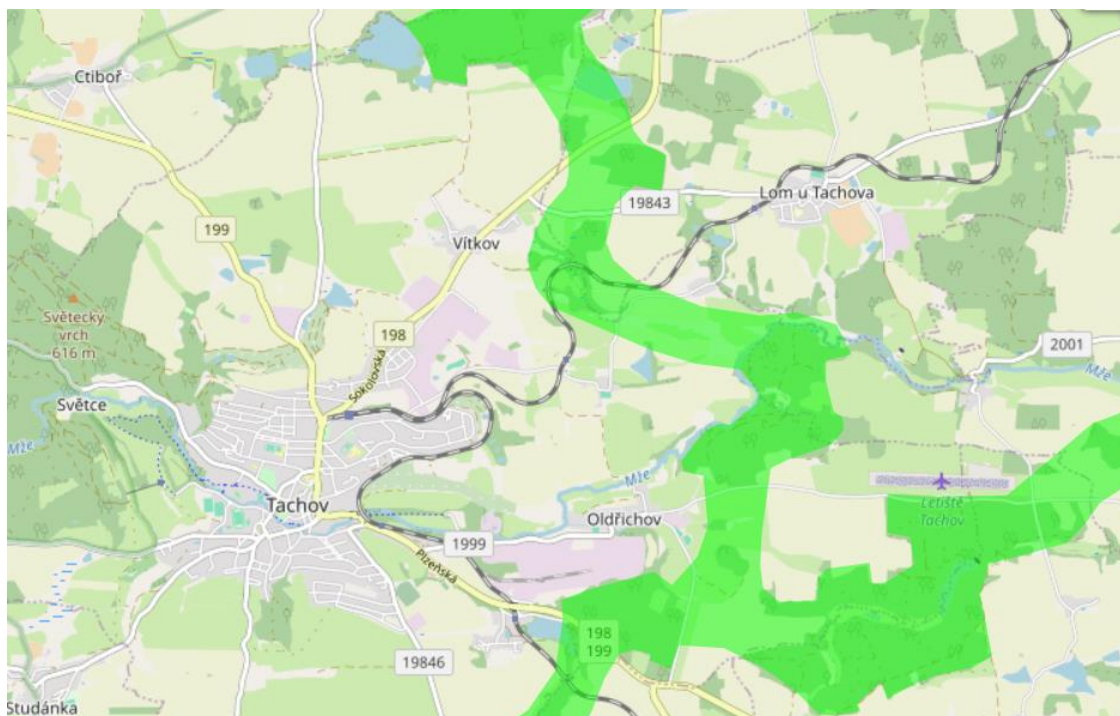 Ctiboř
Lom u Tachova
19843
199
Vítkov
Světecký
vrch
616 m
198
2001
Sokolovská
Mže
Světce
Mže
Mže
Letiště
Tachov
Tachov
Oldřichov
1999
Plzeňská
198
199
19846
Studánka